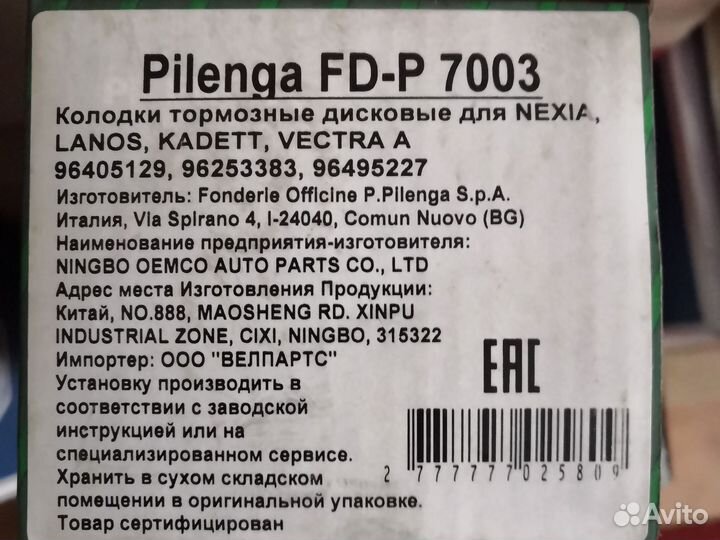 Pilenga FD-P 7003
Колодки тормозные дисковые для NEXIA,
LANOS, KADETT, VECTRA A
96405129, 96253383, 96495227
Изготовитель: Fonderie Officine P.Pilenga S.p.A.
Италия, Via Spirano 4, I-24040, Comun Nuovo (BG)
Наименование предприятия-изготовителя:
NINGBO OEMCO AUTO PARTS CO., LTD
Адрес места Изготовления Продукции:
Китай, NO.888, MAOSHENG RD. XINPU
INDUSTRIAL ZONE, CIXI, NINGBO, 315322
Импортер: ООО "ВЕЛПАРТС"
Установку производить в
соответствии с заводской
инструкцией или на
специализированном сервисе.
Хранить в сухом складском
помещении в оригинальной упаковке.
Товар сертифицирован
EAC
2 777777 025809
Avito